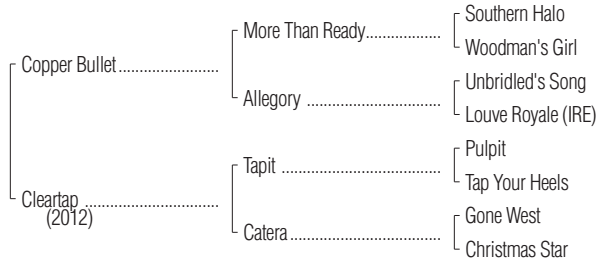 Southern Halo
More Than Ready..................
Woodman's Girl
Copper Bullet........................
Unbridled's Song
Allegory ................................
Louve Royale (IRE)
Pulpit
Tapit .....................................
Tap Your Heels
Cleartap ................................
(2012)
Gone West
Catera....................................
Christmas Star